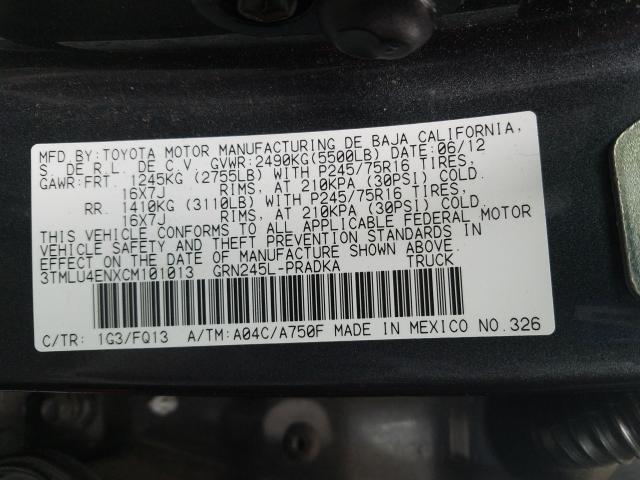 MFD.BY:TOYOTA MOTOR MANUFACTURING DE BAJA CALIFORNIA,
S. DE R.L. DE C.V. GVWR:2490KG(5500LB) DATE:06/12
GAWR:FRT. 1245KG (2755LB) WITH P245/75R16 TIRES,
16X7J RIMS, AT 210KPA (30PSI) COLD.
RR. 1410KG (3110LB) WITH P245/75R16 TIRES,
16X7J RIMS, AT 210KPA (30PSI) COLD.
THIS VEHICLE CONFORMS TO ALL APPLICABLE FEDERAL MOTOR
VEHICLE SAFETY AND THEFT PREVENTION STANDARDS IN
EFFECT ON THE DATE OF MANUFACTURE SHOWN ABOVE.
3TMLU4ENXCM101013 GRN245L-PRADKA TRUCK
C/TR: 1G3/FQ13 A/TM:A04C/A750F MADE IN MEXICO NO.326